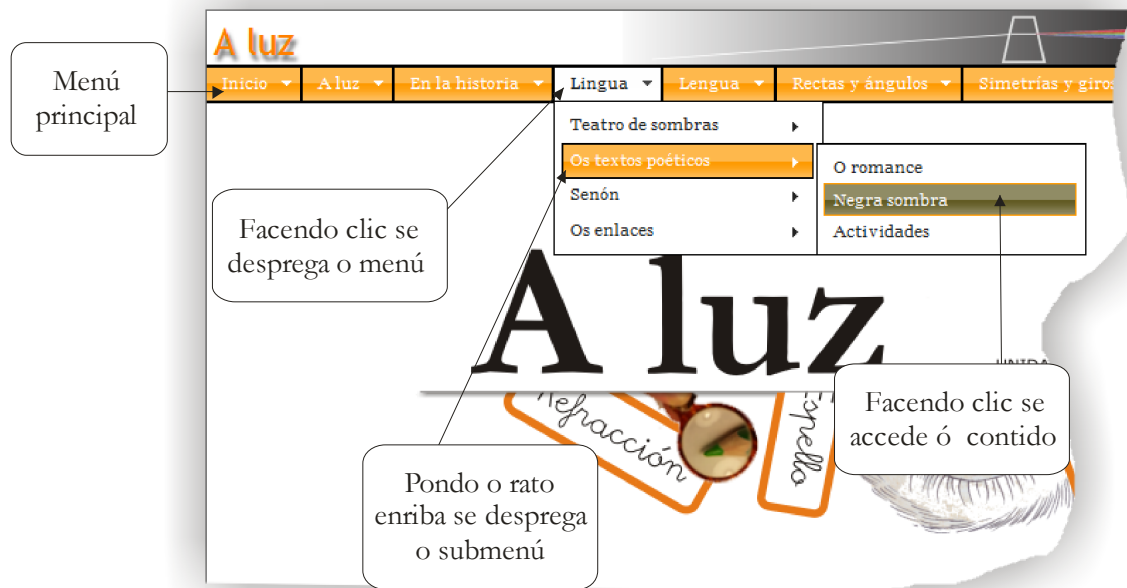 A luz
Menú
principal
Inicio
A luz
En la historia
Lingua
Lengua
Rectas y ángulos
Simetrías y giros
Teatro de sombras
Os textos poéticos
Senón
Os enlaces
O romance
Negra sombra
Actividades
Facendo clic se
desprega o menú
A luz
UNIDA
Refracción
Espello
Facendo clic se
accede ó contido
Pondo o rato
enriba se desprega
o submenú